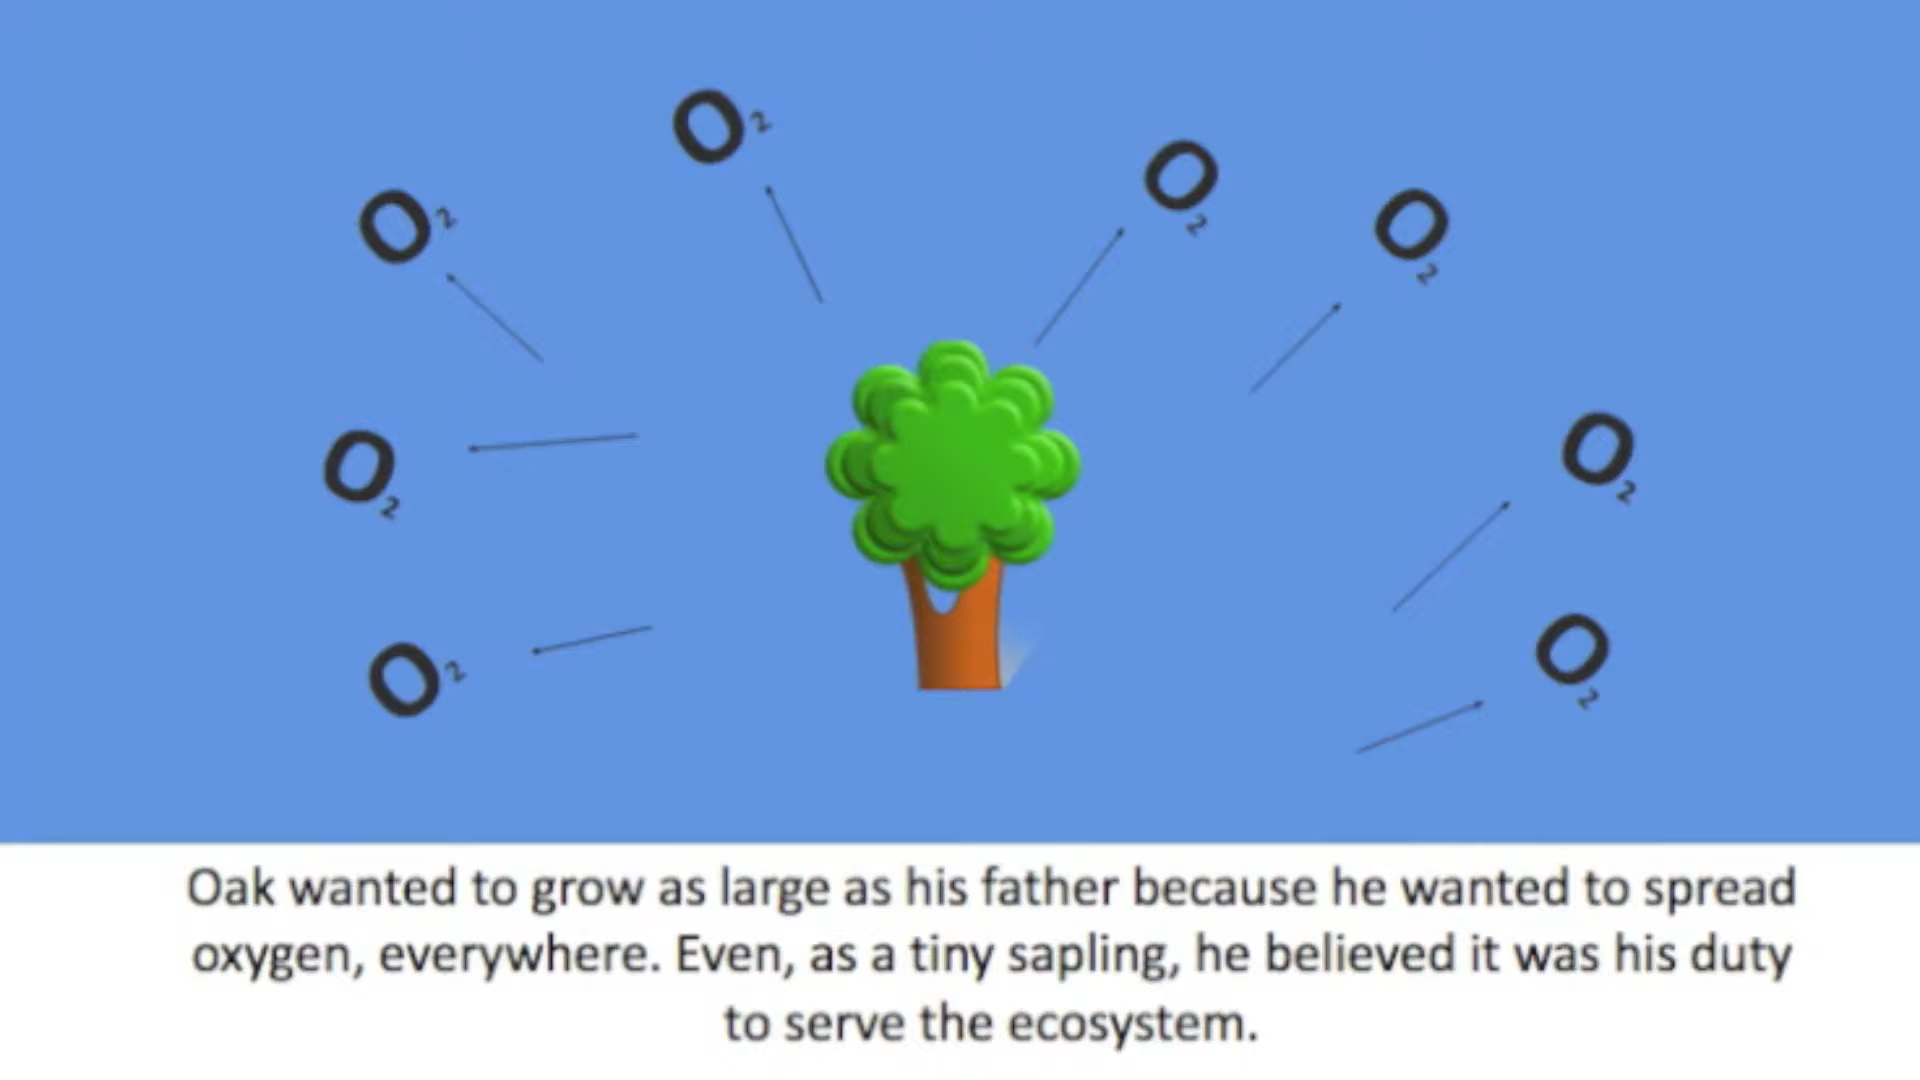 O2
O2
O2
O2
O2
O2
O2
O2
Oak wanted to grow as large as his father because he wanted to spread
oxygen, everywhere. Even, as a tiny sapling, he believed it was his duty
to serve the ecosystem.